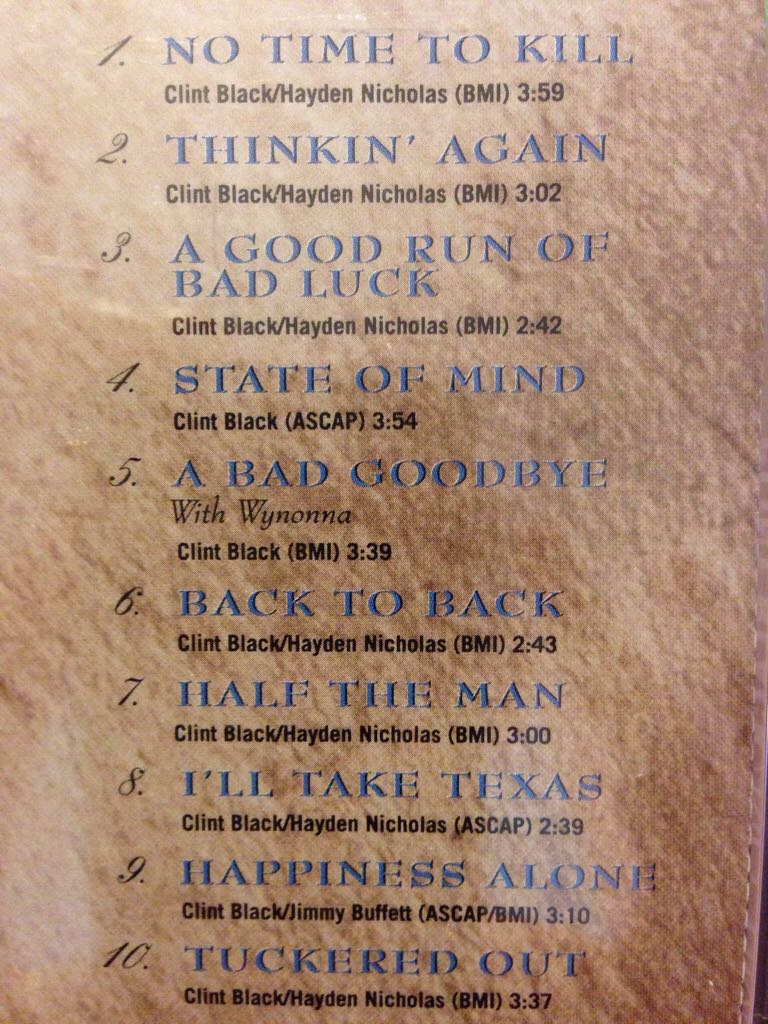 1. NO TIME TO KILL
Clint Black/Hayden Nicholas (BMI) 3:59
2. THINKIN' AGAIN
Clint Black/Hayden Nicholas (BMI) 3:02
3. A GOOD RUN OF
BAD LUCK
Clint Black/Hayden Nicholas (BMI) 2:42
4. STATE OF MIND
Clint Black (ASCAP) 3:54
5. A BAD GOODBYE
With Wynonna
Clint Black (BMI) 3:39
6. BACK TO BACK
Clint Black/Hayden Nicholas (BMI) 2:43
7. HALF THE MAN
Clint Black/Hayden Nicholas (BMI) 3:00
8. I'LL TAKE TEXAS
Clint Black/Hayden Nicholas (ASCAP) 2:39
9. HAPPINESS ALONE
Clint Black/Jimmy Buffett (ASCAP/BMI) 3:10
10. TUCKERED OUT
Clint Black/Hayden Nicholas (BMI) 3:37